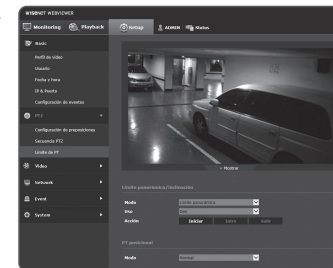 WISENET WEBVIEWER
Monitoring Playback Setup ADMIN Status
Basic
Perfil de vídeo
Usuario
Fecha y hora
IP & Puerto
Configuración de eventos
PTZ
Configuración de preposiciones
Secuencia PTZ
Límite de PT
Video
Network
Event
System
Mostrar
Límite panorámica/inclinación
Modo Límite panorámica
Uso
Acción Iniciar Intro Salir
PT posicional
Modo Normal